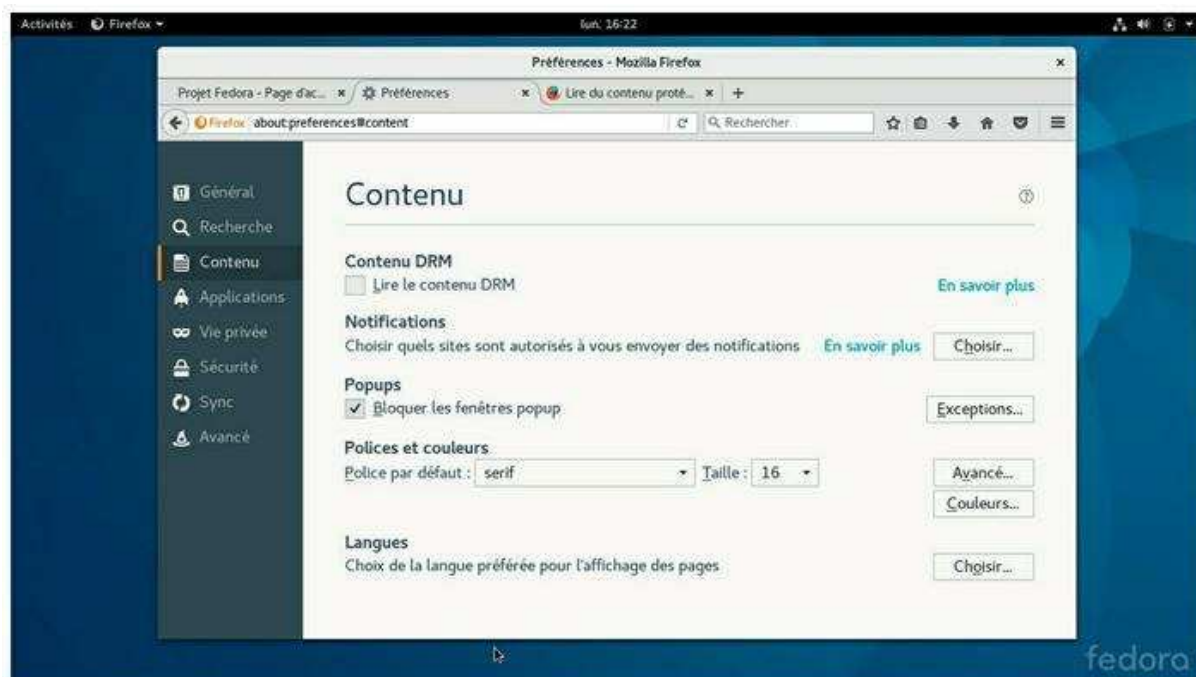 Activités Firefox lun. 16:22
Préférences - Mozilla Firefox
Projet Fedora - Page d'ac... Préférences Lire du contenu proté...
Firefox about:preferences#content Rechercher
Général
Recherche
Contenu
Applications
Vie privée
Sécurité
Sync
Avancé
Contenu
Contenu DRM
Lire le contenu DRM En savoir plus
Notifications
Choisir quels sites sont autorisés à vous envoyer des notifications En savoir plus Choisir...
Popups
Bloquer les fenêtres popup Exceptions...
Polices et couleurs
Police par défaut : serif Taille : 16 Avancé...
Couleurs...
Langues
Choix de la langue préférée pour l'affichage des pages Choisir...
fedora